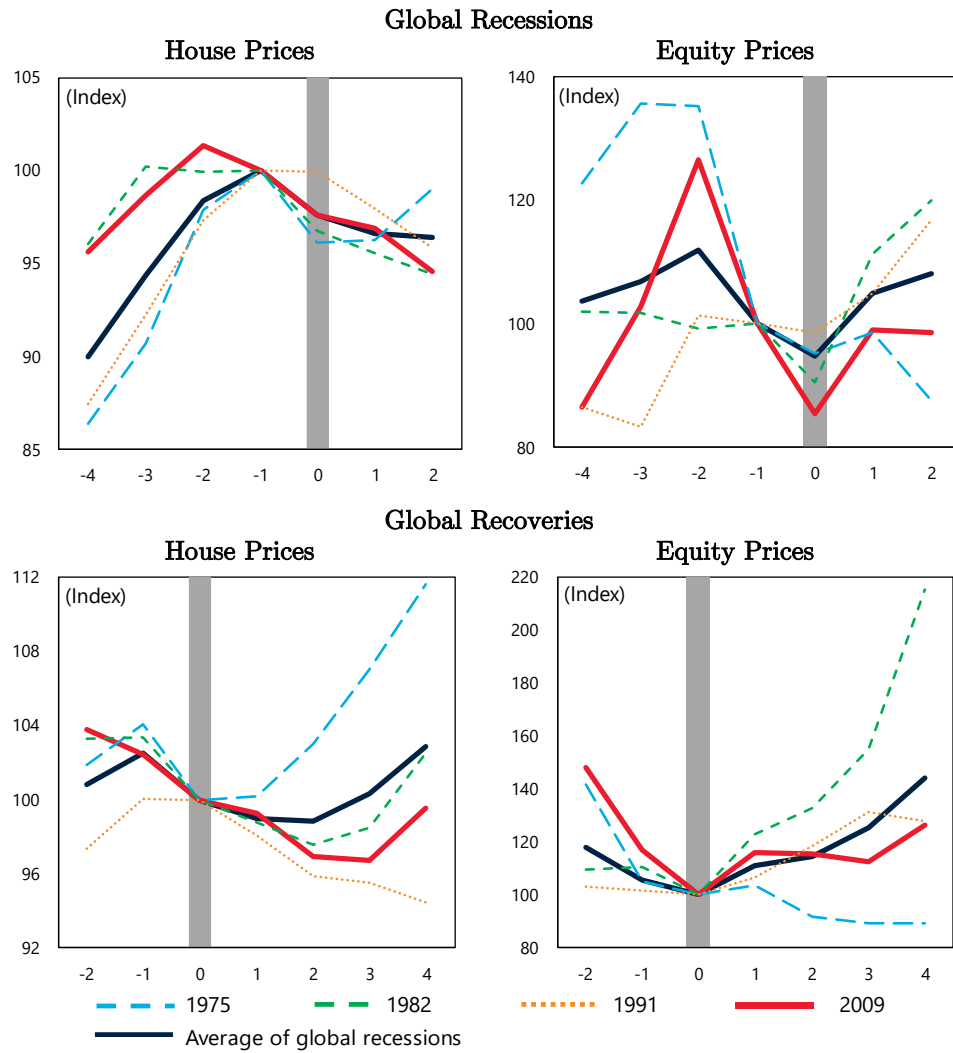 Global Recessions
House Prices
Equity Prices
105
(Index)
100
95
90
85
-4 -3 -2 -1 0 1 2
140
(Index)
120
100
80
-4 -3 -2 -1 0 1 2
Global Recoveries
House Prices
Equity Prices
112
(Index)
108
104
100
96
92
-2 -1 0 1 2 3 4
220
(Index)
200
180
160
140
120
100
80
-2 -1 0 1 2 3 4
1975 1982 1991 2009
Average of global recessions